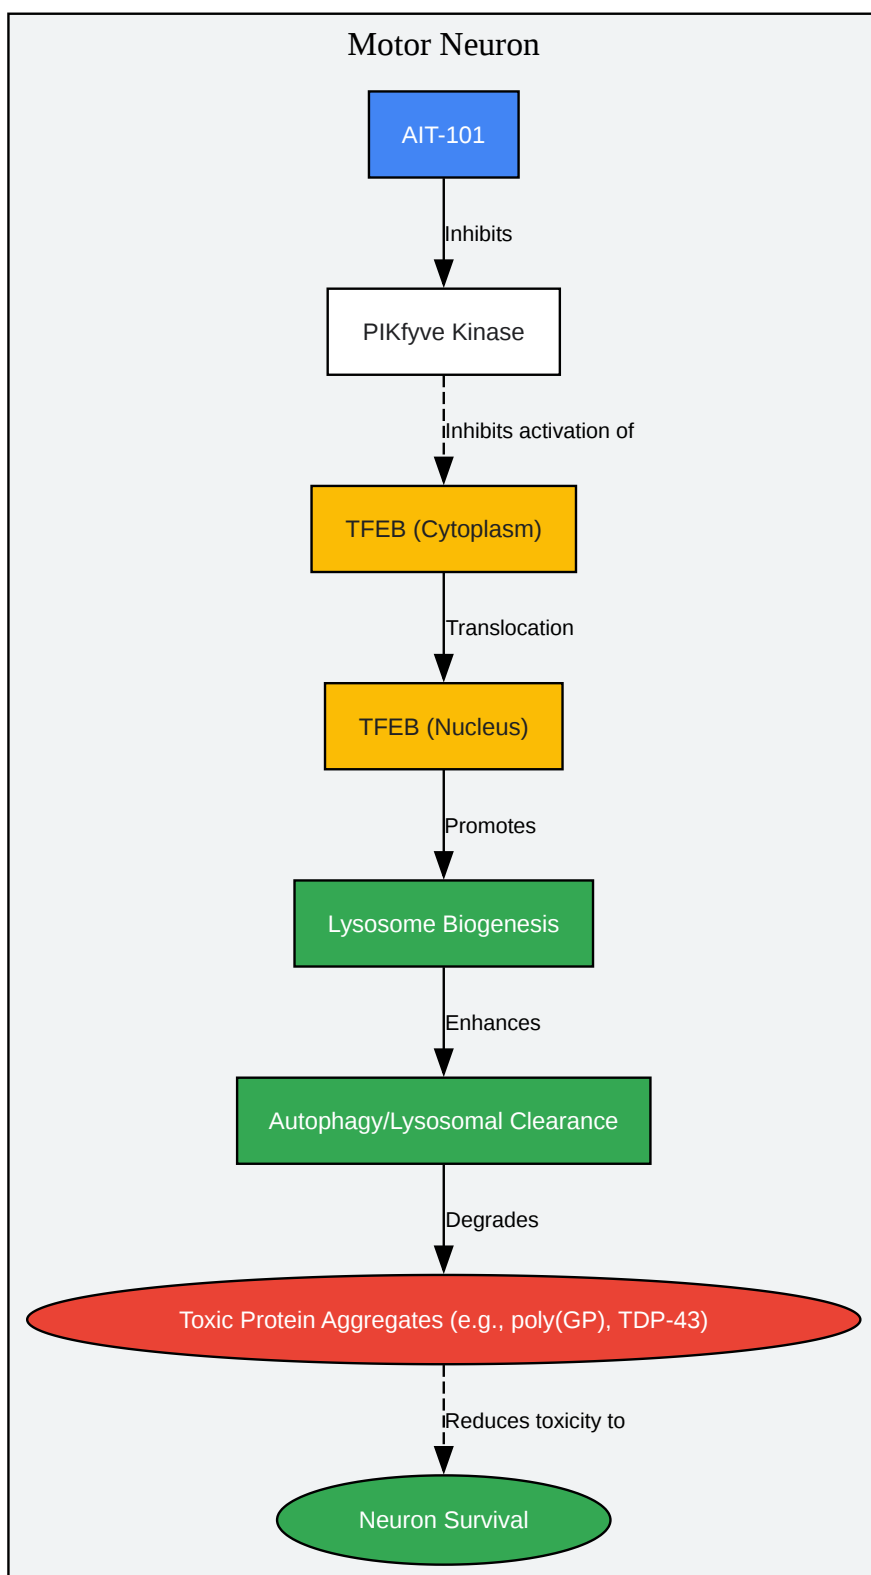 Motor Neuron
AIT-101
Inhibits
PIKfyve Kinase
Inhibits activation of
TFEB (Cytoplasm)
Translocation
TFEB (Nucleus)
Promotes
Lysosome Biogenesis
Enhances
Autophagy/Lysosomal Clearance
Degrades
Toxic Protein Aggregates (e.g., poly(GP), TDP-43)
Reduces toxicity to
Neuron Survival